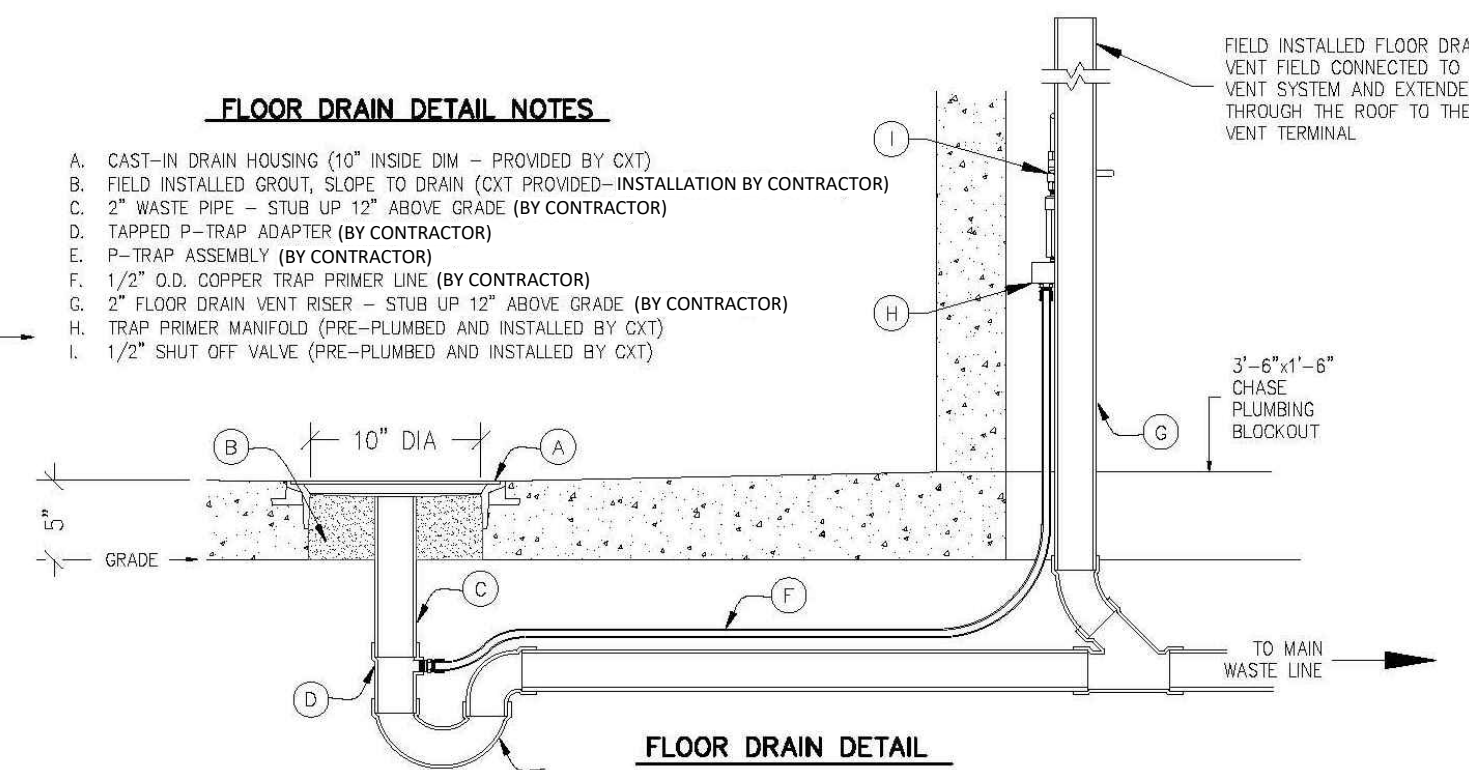 FLOOR DRAIN DETAIL NOTES
A. CAST-IN DRAIN HOUSING (10" INSIDE DIM - PROVIDED BY CXT)
B. FIELD INSTALLED GROUT, SLOPE TO DRAIN (CXT PROVIDED-INSTALLATION BY CONTRACTOR)
C. 2" WASTE PIPE - STUB UP 12" ABOVE GRADE (BY CONTRACTOR)
D. TAPPED P-TRAP ADAPTER (BY CONTRACTOR)
E. P-TRAP ASSEMBLY (BY CONTRACTOR)
F. 1/2" O.D. COPPER TRAP PRIMER LINE (BY CONTRACTOR)
G. 2" FLOOR DRAIN VENT RISER - STUB UP 12" ABOVE GRADE (BY CONTRACTOR)
H. TRAP PRIMER MANIFOLD (PRE-PLUMBED AND INSTALLED BY CXT)
I. 1/2" SHUT OFF VALVE (PRE-PLUMBED AND INSTALLED BY CXT)
FIELD INSTALLED FLOOR DRA
VENT FIELD CONNECTED TO
VENT SYSTEM AND EXTENDE
THROUGH THE ROOF TO THE
VENT TERMINAL
I
H
3'-6"x1'-6"
CHASE
PLUMBING
BLOCKOUT
G
B
10" DIA
A
5"
GRADE
C
F
D
TO MAIN
WASTE LINE
FLOOR DRAIN DETAIL